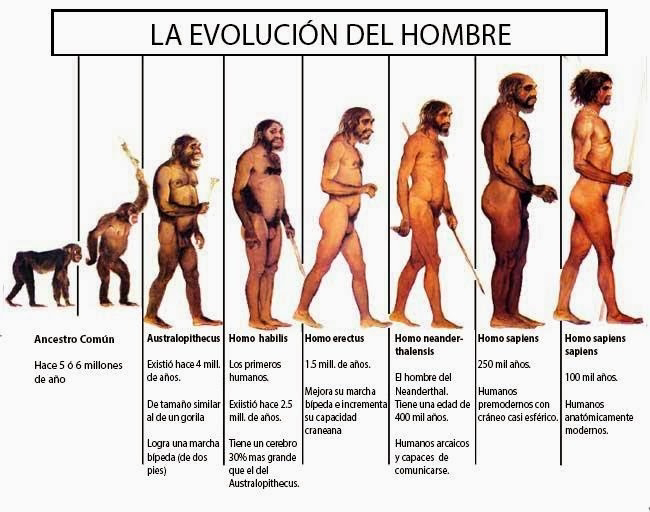 LA EVOLUCIÓN DEL HOMBRE
Ancestro Común
Hace 5 ó 6 millones
de año
Australopithecus
Existió hace 4 mill.
de años.
De tamaño similar
al de un gorila
Logra una marcha
bípeda (de dos
pies)
Homo habilis
Los primeros
humanos.
Exiistió hace 2.5
mill. de años.
Tiene un cerebro
30% mas grande
que el del
Australopithecus.
Homo erectus
1.5 mill. de años.
Mejora su marcha
bípeda e incrementa
su capacidad
craneana
Homo neander-
thalensis
El hombre del
Neanderthal.
Tiene una edad de
400 mil años.
Humanos arcaicos
y capaces de
comunicarse.
Homo sapiens
250 mil años.
Humanos
premodernos con
cráneo casi esférico.
Homo sapiens
sapiens
100 mil años.
Humanos
anatómicamente
modernos.